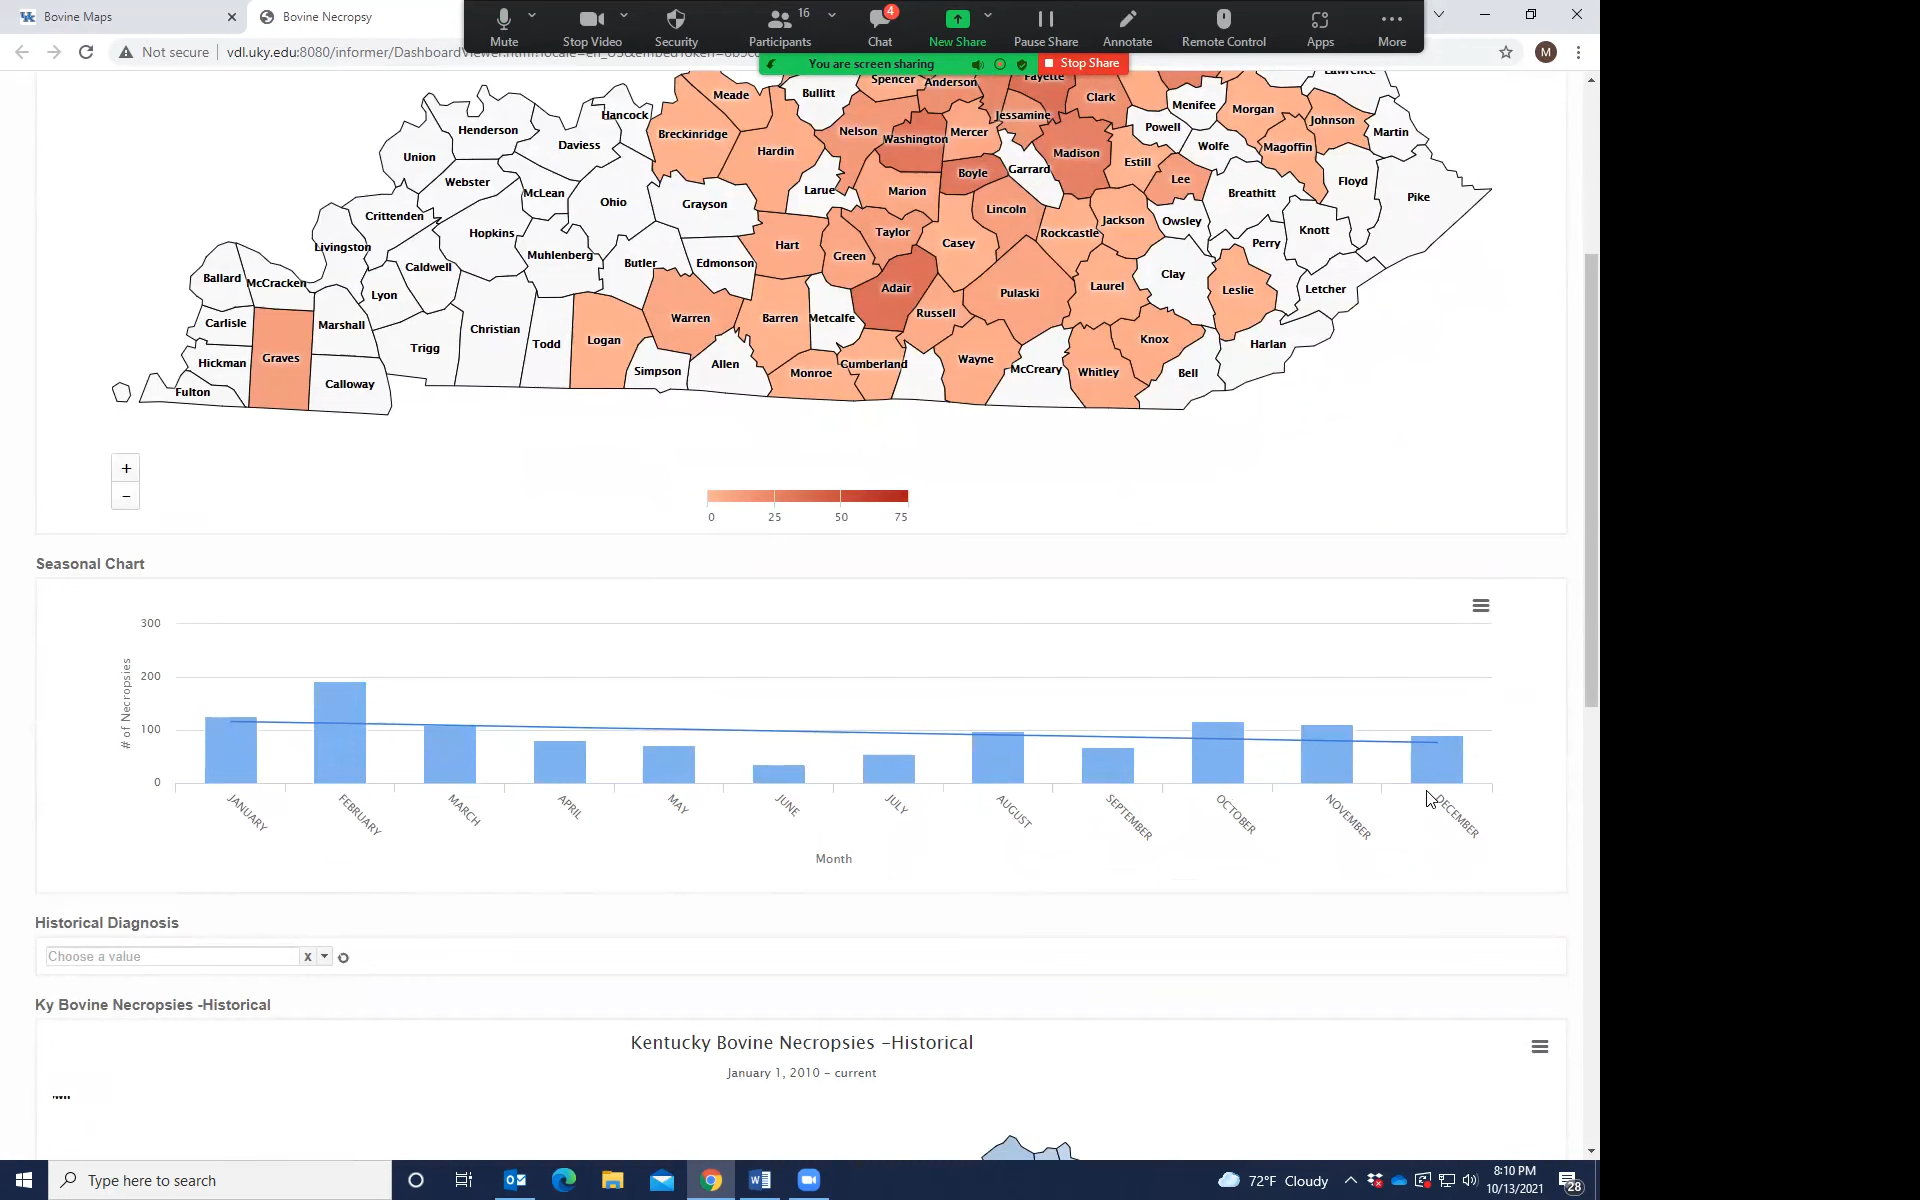 Bovine Maps
Bovine Necropsy
16
4
Mute
Stop Video
Security
Participants
Chat
New Share
Pause Share
Annotate
Remote Control
Apps
More
Not secure
You are screen sharing
Stop Share
M
Spencer
Anderson
Fayette
Lawrence
Meade
Bullitt
Clark
Menifee
Morgan
Hancock
Jessamine
Johnson
Henderson
Breckinridge
Nelson
Washington
Mercer
Powell
Martin
Daviess
Wolfe
Magoffin
Union
Hardin
Madison
Estill
Webster
McLean
Larue
Marion
Boyle
Garrard
Lee
Breathitt
Floyd
Pike
Ohio
Grayson
Lincoln
Crittenden
Jackson
Owsley
Hopkins
Taylor
Rockcastle
Knott
Livingston
Muhlenberg
Hart
Green
Casey
Perry
Caldwell
Butler
Edmonson
Clay
Ballard
McCracken
Adair
Pulaski
Laurel
Leslie
Letcher
Lyon
Carlisle
Marshall
Christian
Warren
Barren
Metcalfe
Russell
Graves
Trigg
Todd
Logan
Knox
Harlan
Hickman
Simpson
Allen
Monroe
Cumberland
Wayne
McCreary
Whitley
Bell
Fulton
Calloway
+
−
0 25 50 75
Seasonal Chart
300
200
100
0
# of Necropsies
JANUARY
FEBRUARY
MARCH
APRIL
MAY
JUNE
JULY
AUGUST
SEPTEMBER
OCTOBER
NOVEMBER
DECEMBER
Month
Historical Diagnosis
Choose a value
x
Ky Bovine Necropsies -Historical
Kentucky Bovine Necropsies -Historical
January 1, 2010 - current
Type here to search
72°F Cloudy
8:10 PM
10/13/2021
28